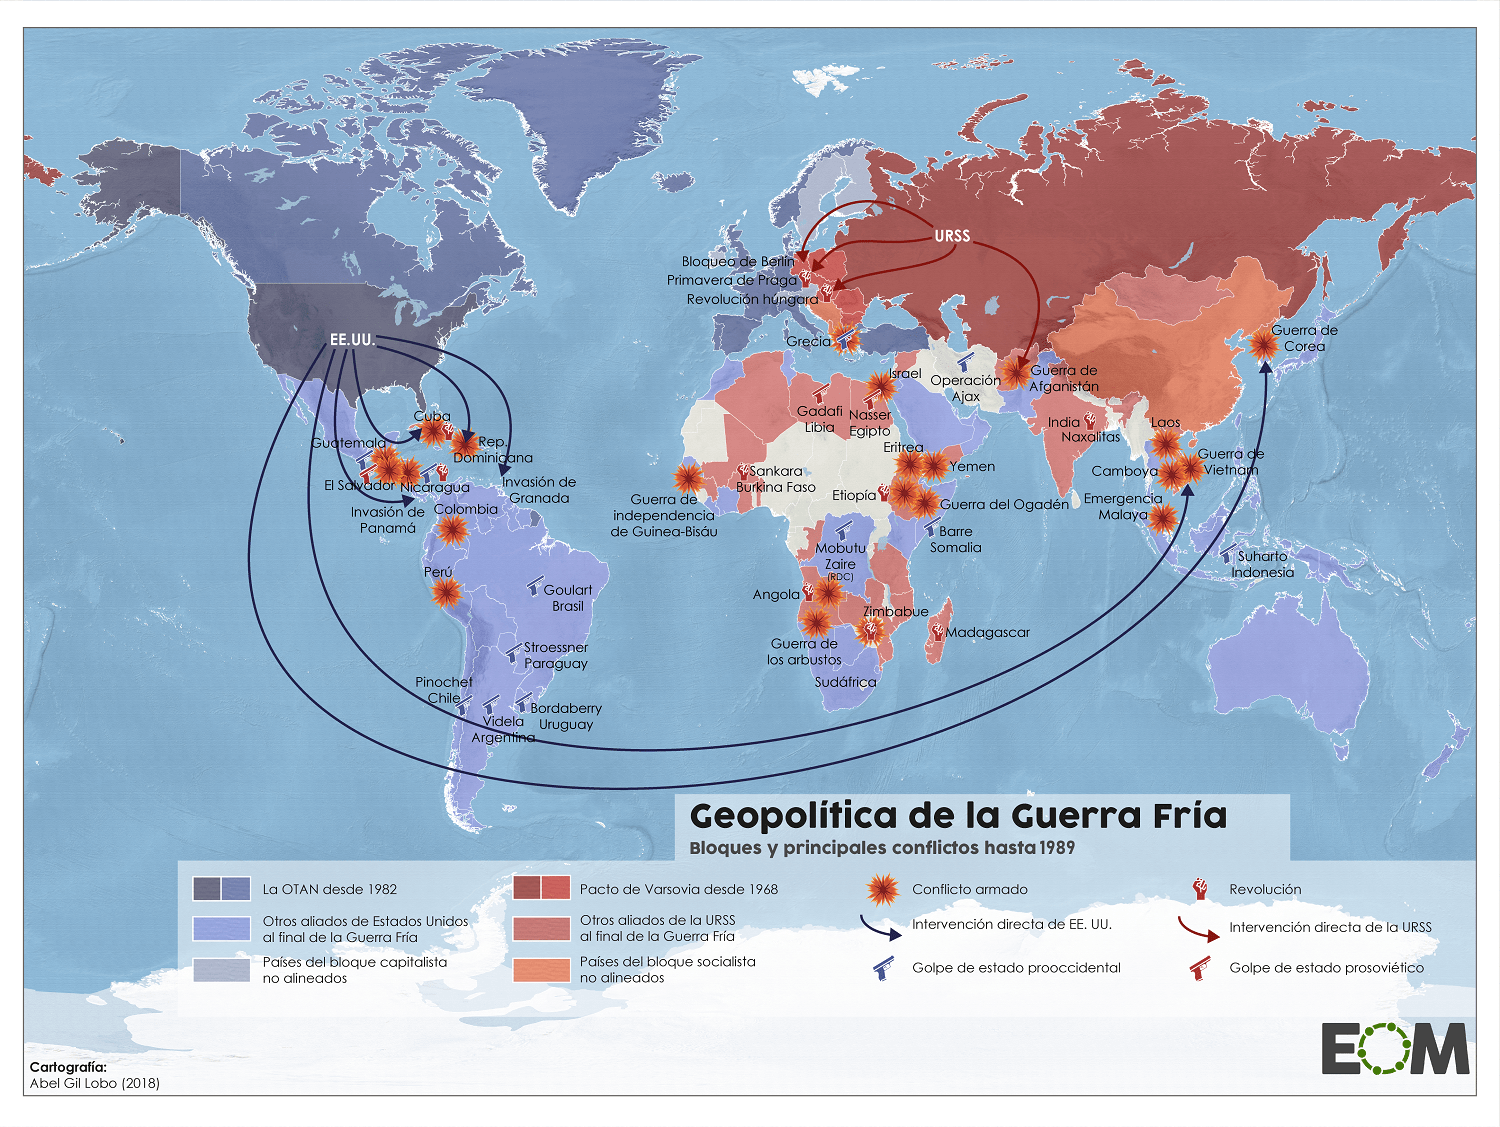 URSS
Bloqueo de Berlín
Primavera de Praga
Revolución húngara
EE.UU.
Grecia
Guerra de
Corea
Israel
Operación
Ajax
Guerra de
Afganistán
Gadafi
Libia
Nasser
Egipto
India
Naxalitas
Laos
Cuba
Guatemala
Rep.
Dominicana
Eritrea
Yemen
Guerra de
Vietnam
Camboya
Sankara
Burkina Faso
El Salvador
Nicaragua
Invasión de
Granada
Etiopía
Guerra del Ogadén
Emergencia
Malaya
Guerra de
independencia
de Guinea-Bisáu
Invasión de
Panamá
Colombia
Barre
Somalia
Mobutu
Zaire
(RDC)
Suharto
Indonesia
Perú
Goulart
Brasil
Angola
Zimbabue
Madagascar
Guerra de
los arbustos
Stroessner
Paraguay
Sudáfrica
Pinochet
Chile
Bordaberry
Uruguay
Videla
Argentina
Geopolítica de la Guerra Fría
Bloques y principales conflictos hasta 1989
La OTAN desde 1982
Otros aliados de Estados Unidos
al final de la Guerra Fría
Países del bloque capitalista
no alineados
Pacto de Varsovia desde 1968
Otros aliados de la URSS
al final de la Guerra Fría
Países del bloque socialista
no alineados
Conflicto armado
Intervención directa de EE. UU.
Golpe de estado prooccidental
Revolución
Intervención directa de la URSS
Golpe de estado prosoviético
Cartografía:
Abel Gil Lobo (2018)
EOM